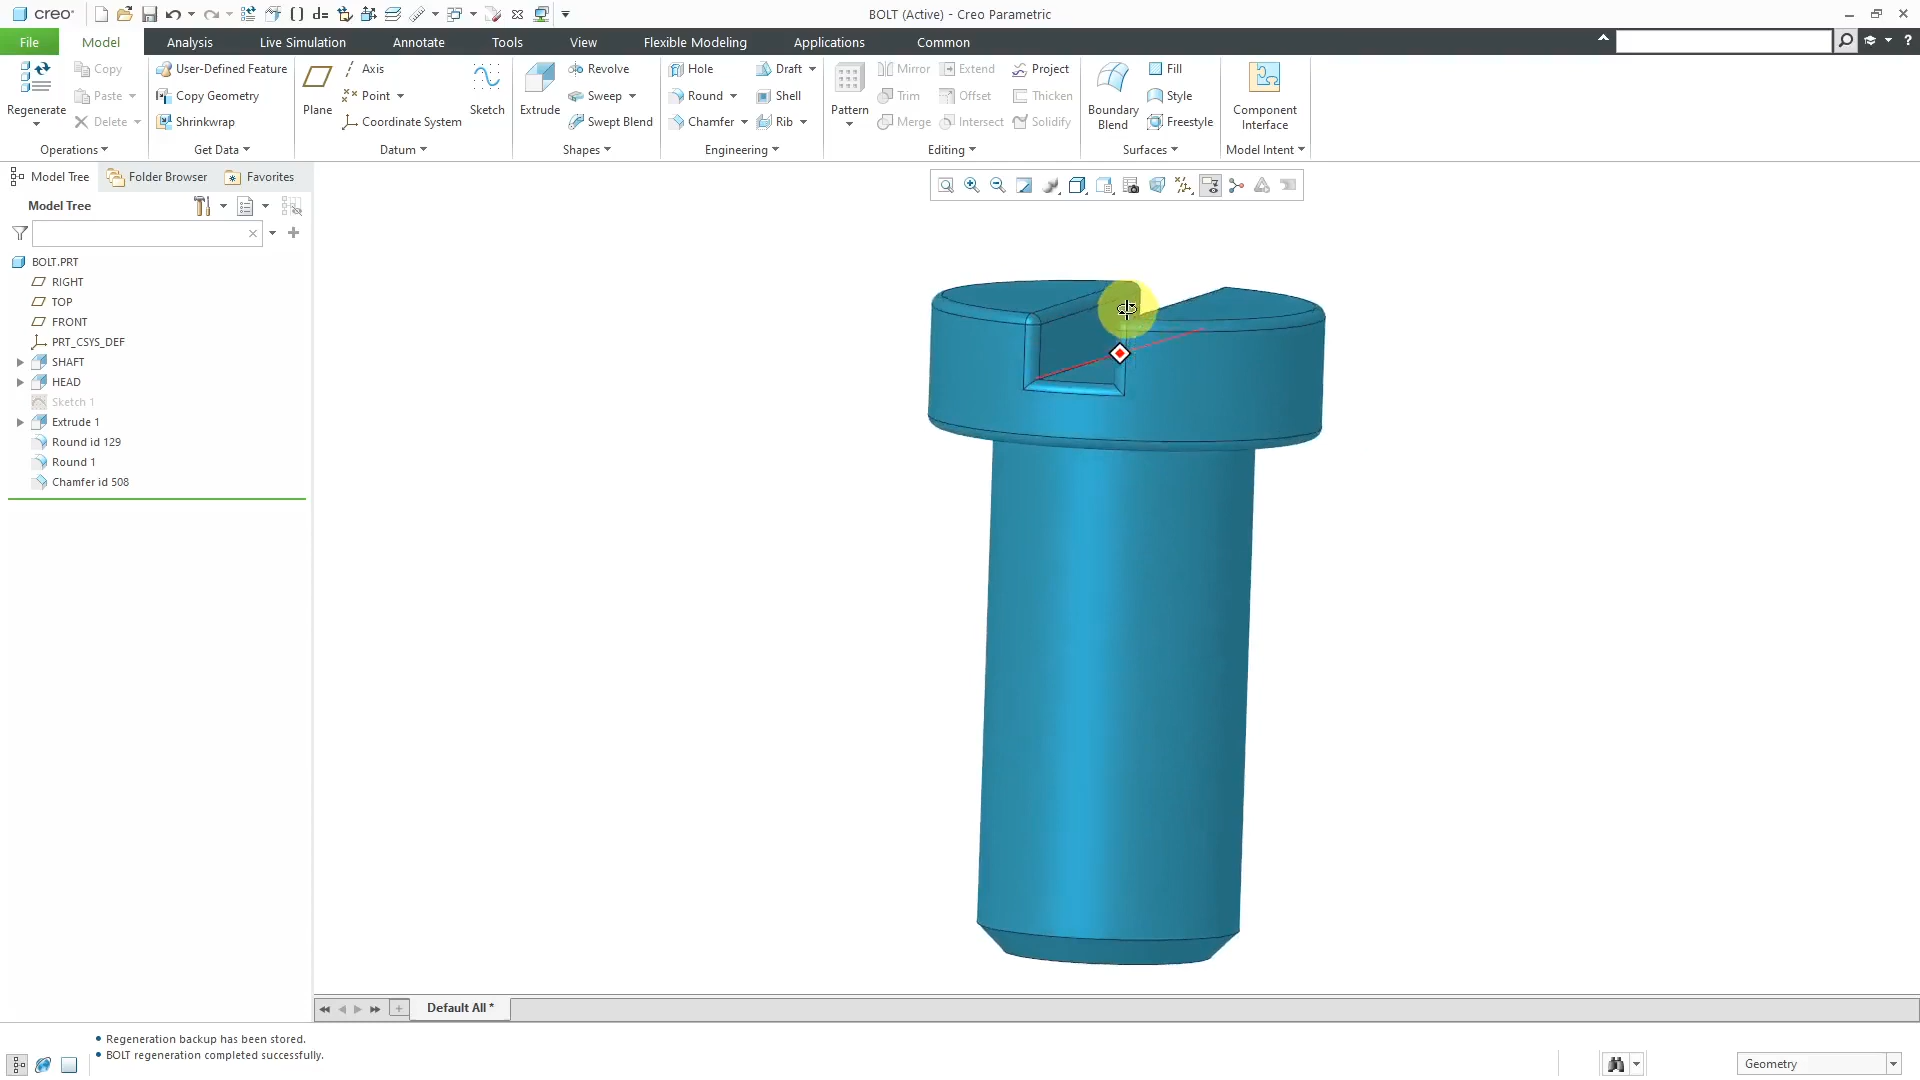 creo
BOLT (Active) - Creo Parametric
File Model Analysis Live Simulation Annotate Tools View Flexible Modeling Applications Common
Regenerate
Copy
Paste
Delete
Operations
User-Defined Feature
Copy Geometry
Shrinkwrap
Get Data
Plane
Axis
Point
Coordinate System
Sketch
Datum
Extrude
Revolve
Sweep
Swept Blend
Shapes
Hole
Round
Chamfer
Draft
Shell
Rib
Engineering
Pattern
Mirror
Trim
Merge
Extend
Offset
Intersect
Project
Thicken
Solidify
Editing
Boundary
Blend
Fill
Style
Freestyle
Surfaces
Component
Interface
Model Intent
Model Tree Folder Browser Favorites
Model Tree
BOLT.PRT
RIGHT
TOP
FRONT
PRT_CSYS_DEF
SHAFT
HEAD
Sketch 1
Extrude 1
Round id 129
Round 1
Chamfer id 508
Default All *
• Regeneration backup has been stored.
• BOLT regeneration completed successfully.
Geometry